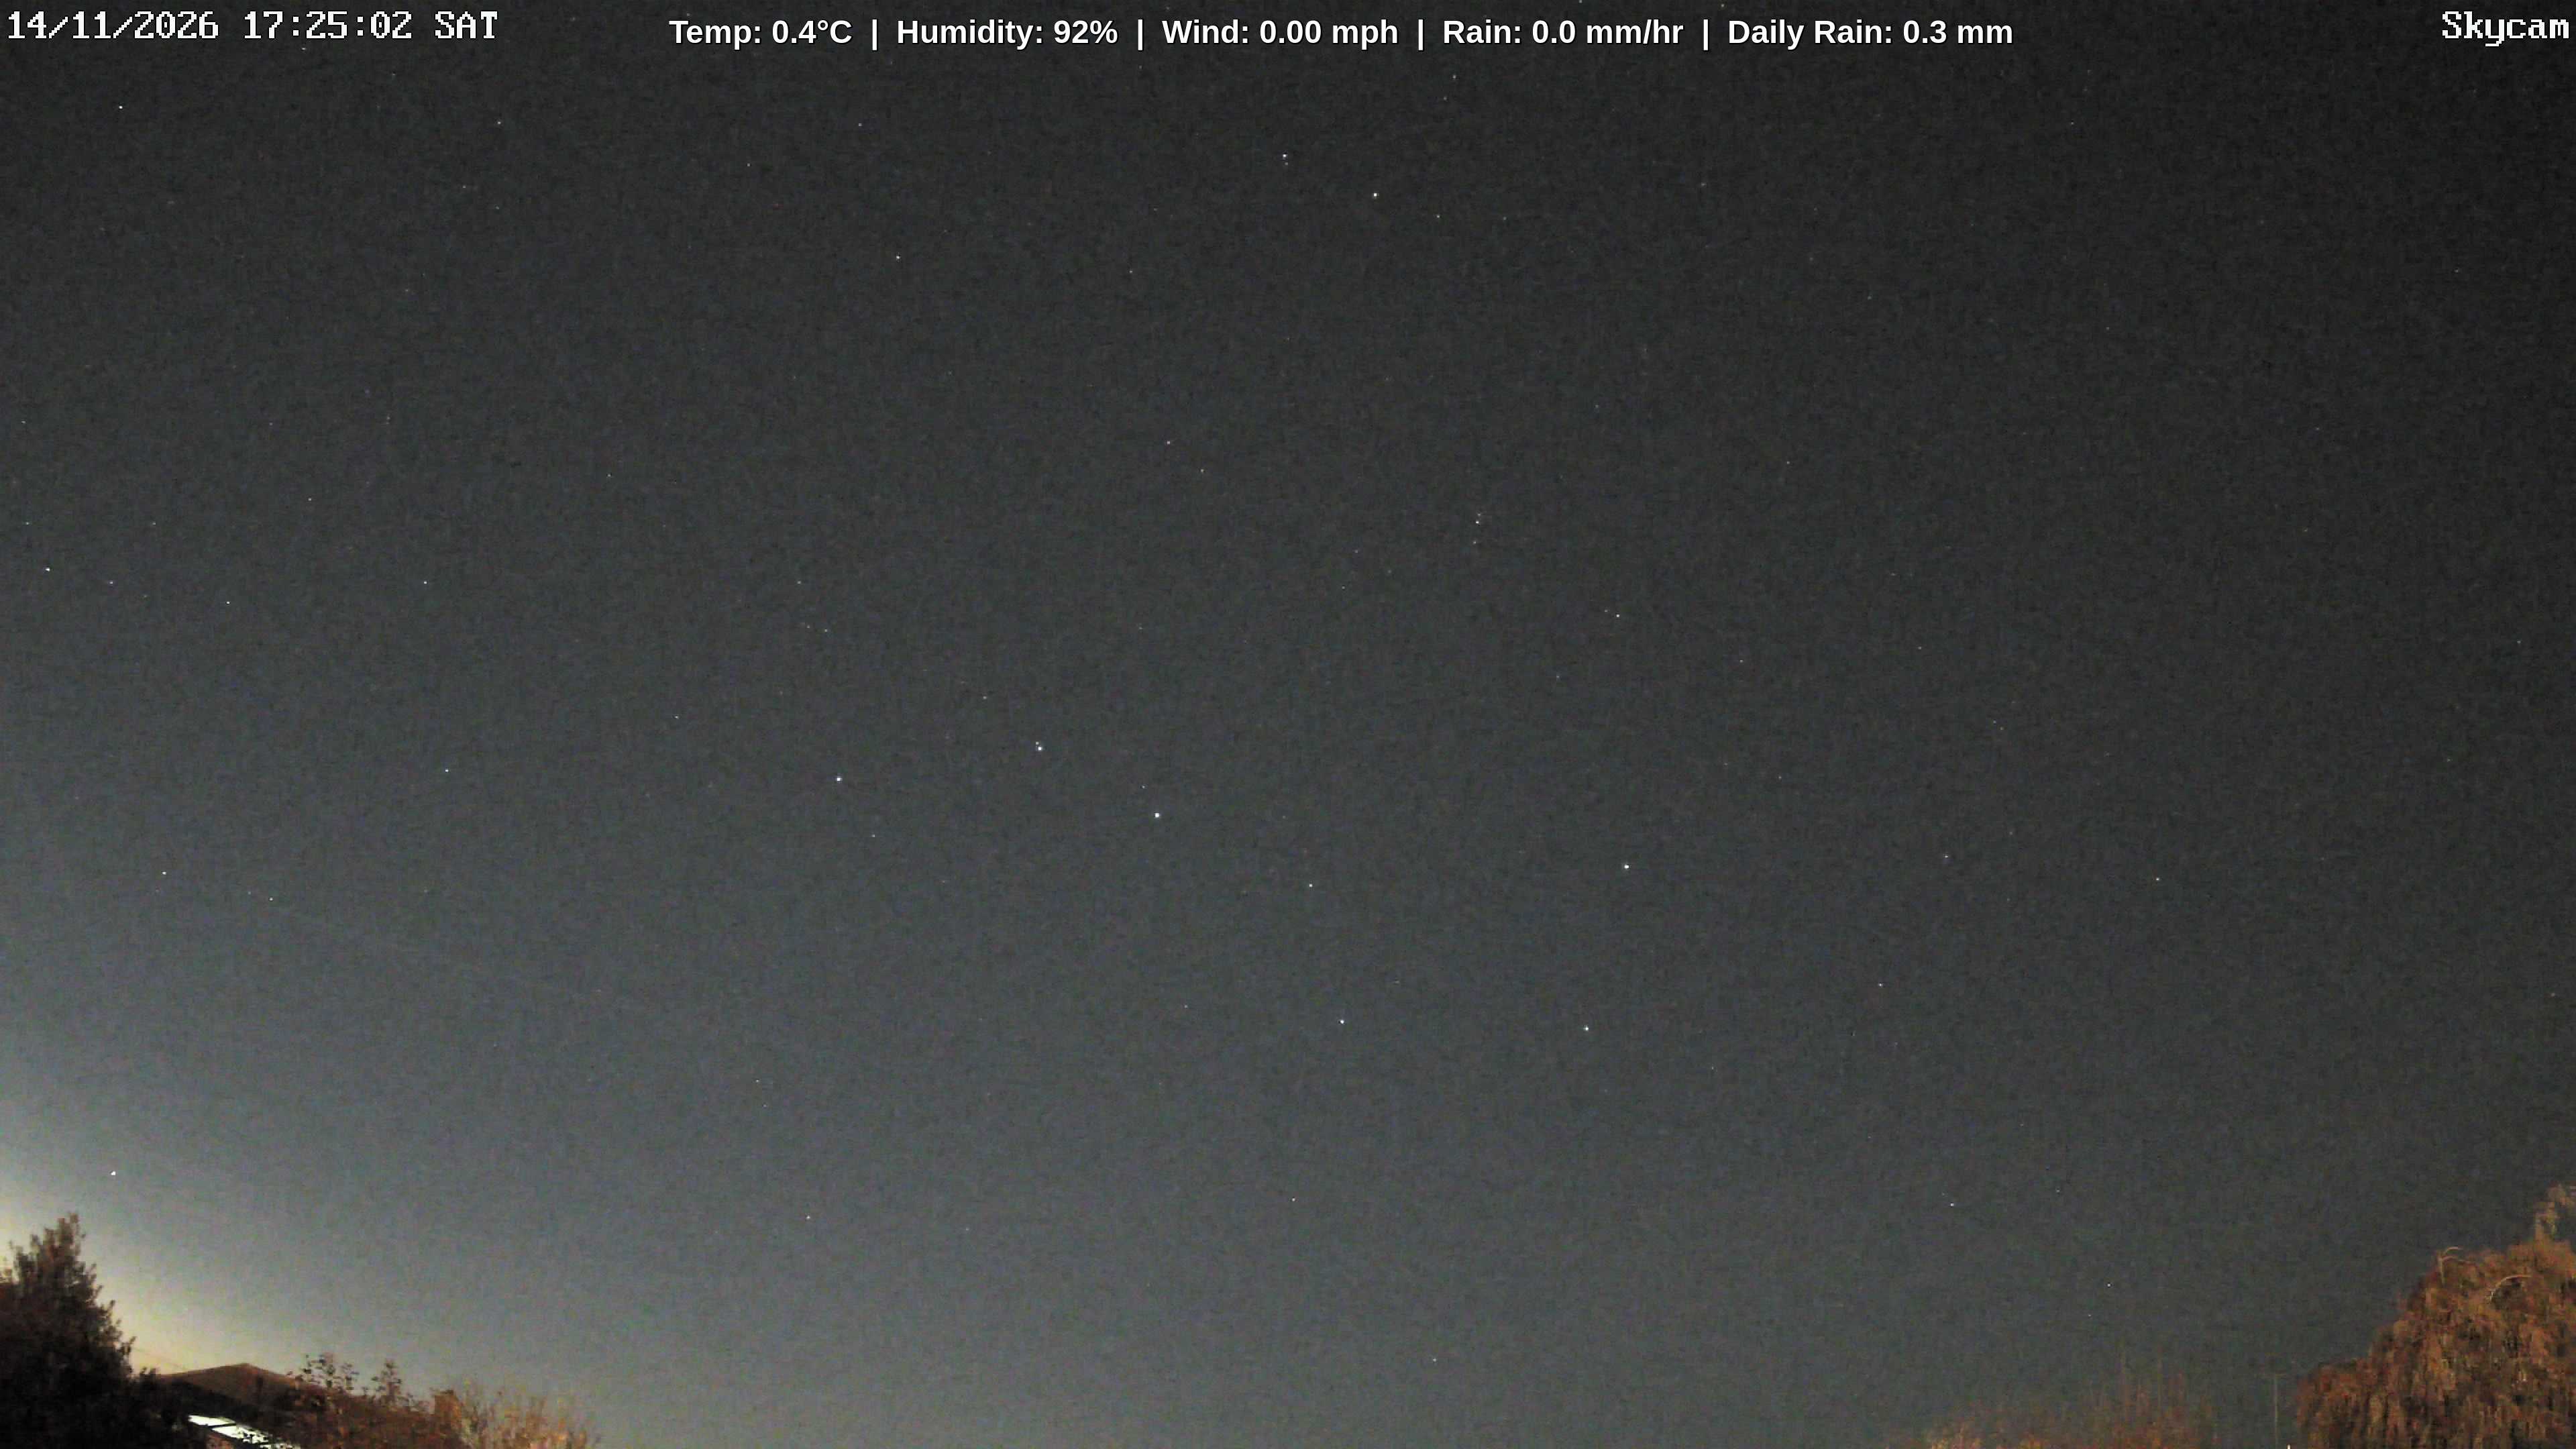 14/11/2026 17:25:02 SAT
Temp: 0.4°C | Humidity: 92% | Wind: 0.00 mph | Rain: 0.0 mm/hr | Daily Rain: 0.3 mm
Skycam